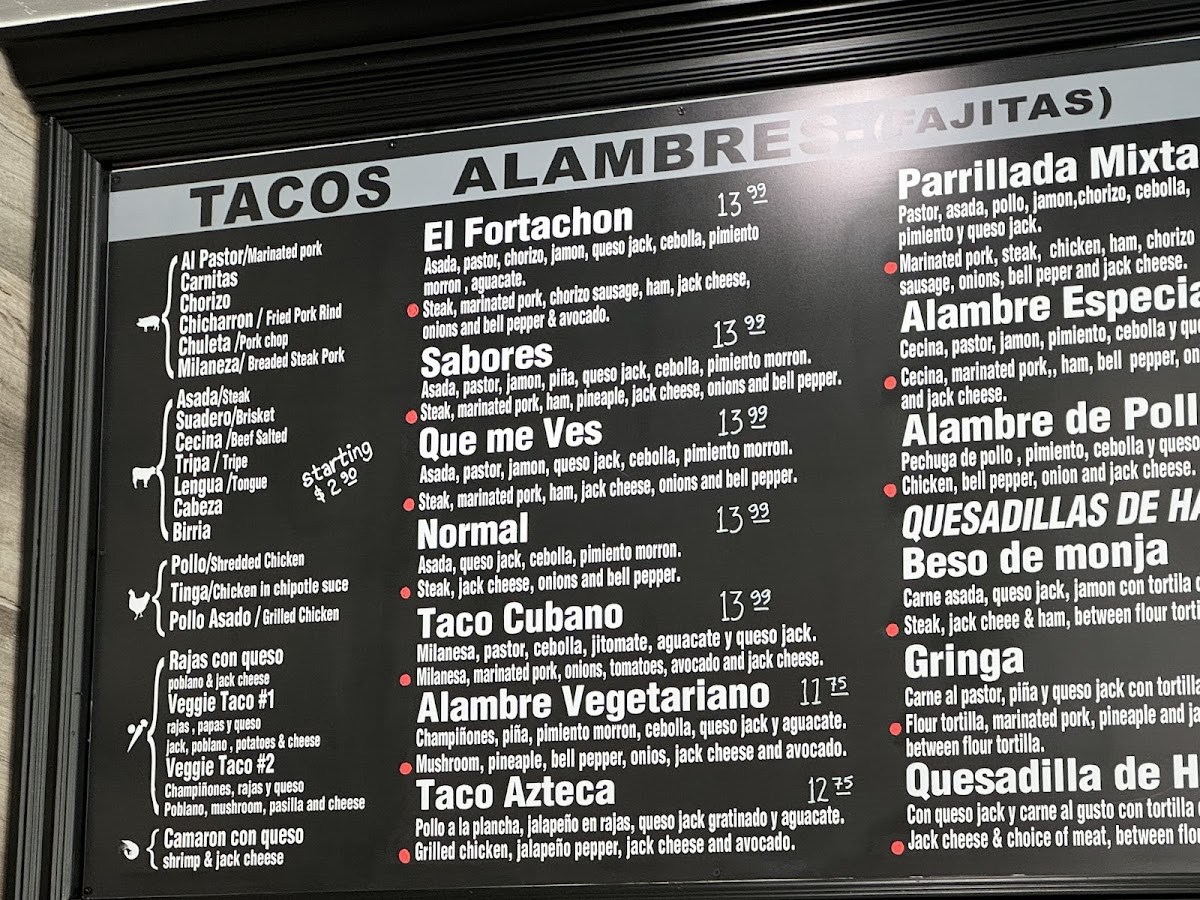 TACOS ALAMBRES (FAJITAS)
Al Pastor/Marinated pork
Carnitas
Chorizo
Chicharron / Fried Pork Rind
Chuleta /Pork chop
Milaneza/ Breaded Steak Pork
Asada/Steak
Suadero/Brisket
Cecina /Beef Salted
Tripa / Tripe
Lengua /Tongue
Cabeza
Birria
starting
$ 2.90
Pollo/Shredded Chicken
Tinga/Chicken in chipotle suce
Pollo Asado / Grilled Chicken
Rajas con queso
poblano & jack cheese
Veggie Taco #1
rajas , papas y queso
jack, poblano , potatoes & cheese
Veggie Taco #2
Champiñones, rajas y queso
Poblano, mushroom, pasilla and cheese
Camaron con queso
shrimp & jack cheese
El Fortachon 13.99
Asada, pastor, chorizo, jamon, queso jack, cebolla, pimiento
morron , aguacate.
Steak, marinated pork, chorizo sausage, ham, jack cheese,
onions and bell pepper & avocado.
Sabores 13.99
Asada, pastor, jamon, piña, queso jack, cebolla, pimiento morron.
Steak, marinated pork, ham, pineaple, jack cheese, onions and bell pepper.
Que me Ves 13.99
Asada, pastor, jamon, queso jack, cebolla, pimiento morron.
Steak, marinated pork, ham, jack cheese, onions and bell pepper.
Normal 13.99
Asada, queso jack, cebolla, pimiento morron.
Steak, jack cheese, onions and bell pepper.
Taco Cubano 13.99
Milanesa, pastor, cebolla, jitomate, aguacate y queso jack.
Milanesa, marinated pork, onions, tomatoes, avocado and jack cheese.
Alambre Vegetariano 11.75
Champiñones, piña, pimiento morron, cebolla, queso jack y aguacate.
Mushroom, pineaple, bell pepper, onios, jack cheese and avocado.
Taco Azteca 12.75
Pollo a la plancha, jalapeño en rajas, queso jack gratinado y aguacate.
Grilled chicken, jalapeño pepper, jack cheese and avocado.
Parrillada Mixta
Pastor, asada, pollo, jamon,chorizo, cebolla,
pimiento y queso jack.
Marinated pork, steak, chicken, ham, chorizo
sausage, onions, bell peper and jack cheese.
Alambre Especia
Cecina, pastor, jamon, pimiento, cebolla y qu
Cecina, marinated pork,, ham, bell pepper, on
and jack cheese.
Alambre de Poll
Pechuga de pollo , pimiento, cebolla y queso
Chicken, bell pepper, onion and jack cheese.
QUESADILLAS DE HA
Beso de monja
Carne asada, queso jack, jamon con tortilla
Steak, jack cheee & ham, between flour torti
Gringa
Carne al pastor, piña y queso jack con tortilla
Flour tortilla, marinated pork, pineaple and ja
between flour tortilla.
Quesadilla de H
Con queso jack y carne al gusto con tortilla
Jack cheese & choice of meat, between flour